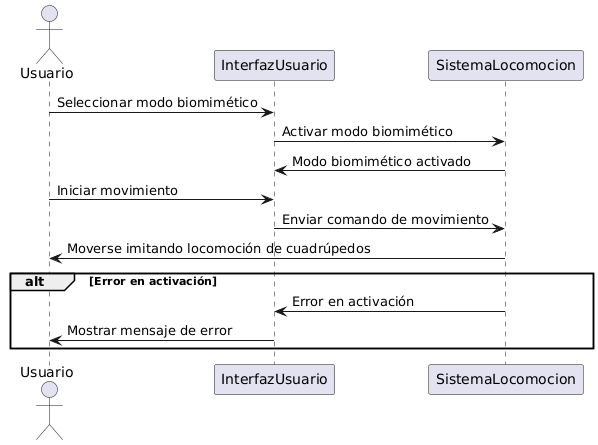 Usuario
InterfazUsuario
SistemaLocomocion
Seleccionar modo biomimético
Activar modo biomimético
Modo biomimético activado
Iniciar movimiento
Enviar comando de movimiento
Moverse imitando locomoción de cuadrúpedos
alt [Error en activación]
Error en activación
Mostrar mensaje de error
Usuario
InterfazUsuario
SistemaLocomocion